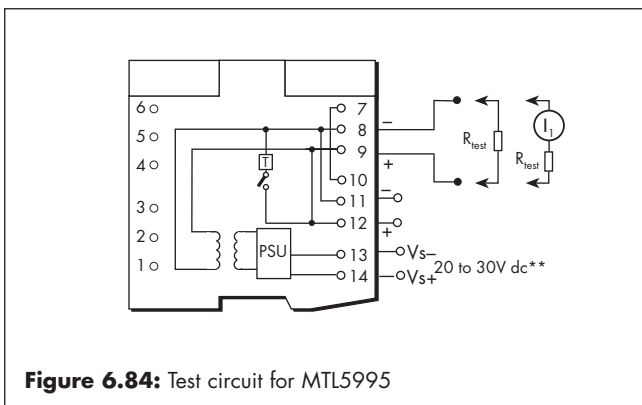 6
5
4
3
2
1
T
PSU
7
8
9
10
11
12
13
14
−
+
−
+
Vs–
Vs+
20 to 30V dc**
Rtest
I1
Rtest
Figure 6.84: Test circuit for MTL5995